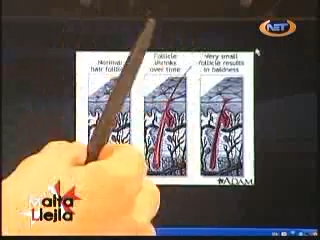 NET
Normal
hair follicle
Follicle
shrinks
over time
Very small
follicle results
in baldness
ADAM
Malta
Llejla